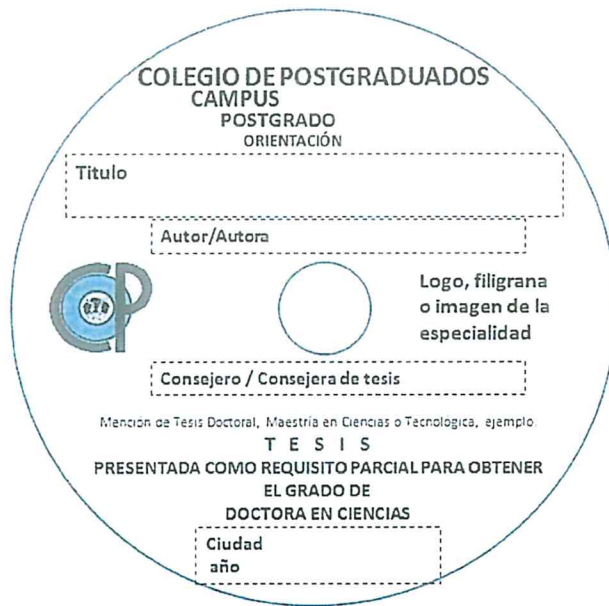 COLEGIO DE POSTGRADUADOS
CAMPUS
POSTGRADO
ORIENTACIÓN
Titulo
Autor/Autora
CP
Logo, filigrana
o imagen de la
especialidad
Consejero / Consejera de tesis
Mención de Tesis Doctoral, Maestría en Ciencias o Tecnológica, ejemplo.
T E S I S
PRESENTADA COMO REQUISITO PARCIAL PARA OBTENER
EL GRADO DE
DOCTORA EN CIENCIAS
Ciudad
año